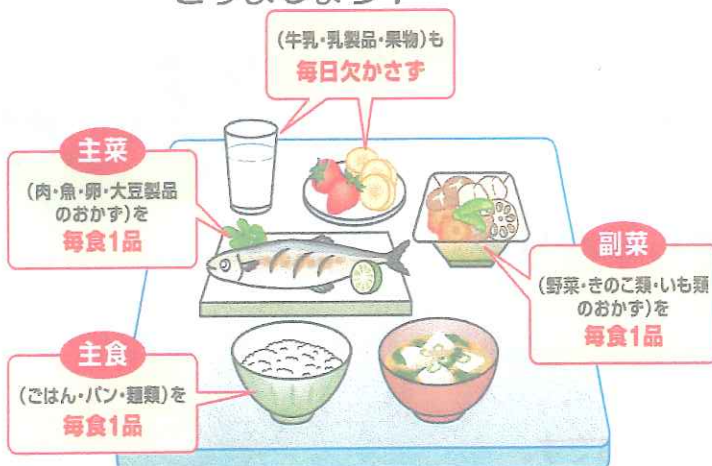 (牛乳・乳製品・果物)も
毎日欠かさず
主菜
(肉・魚・卵・大豆製品
のおかず)を
毎食1品
副菜
(野菜・きのこ類・いも類
のおかず)を
毎食1品
主食
(ごはん・パン・麺類)を
毎食1品